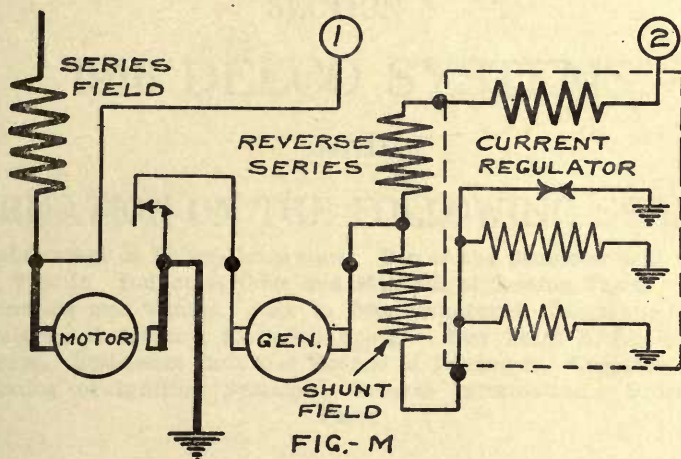 1
2
SERIES
FIELD
REVERSE
SERIES
CURRENT
REGULATOR
MOTOR
GEN.
SHUNT
FIELD
FIG.- M